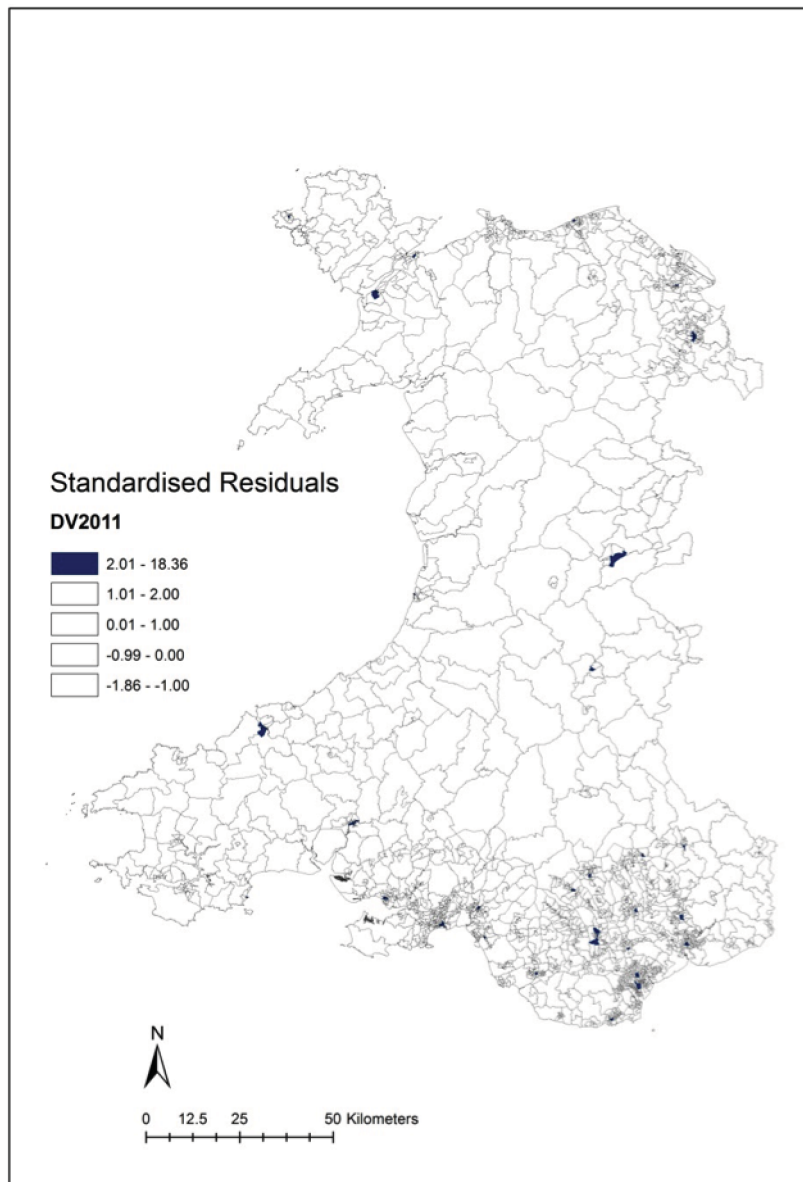 Standardised Residuals
DV2011
2.01 - 18.36
1.01 - 2.00
0.01 - 1.00
-0.99 - 0.00
-1.86 - -1.00
N
0 12.5 25 50 Kilometers